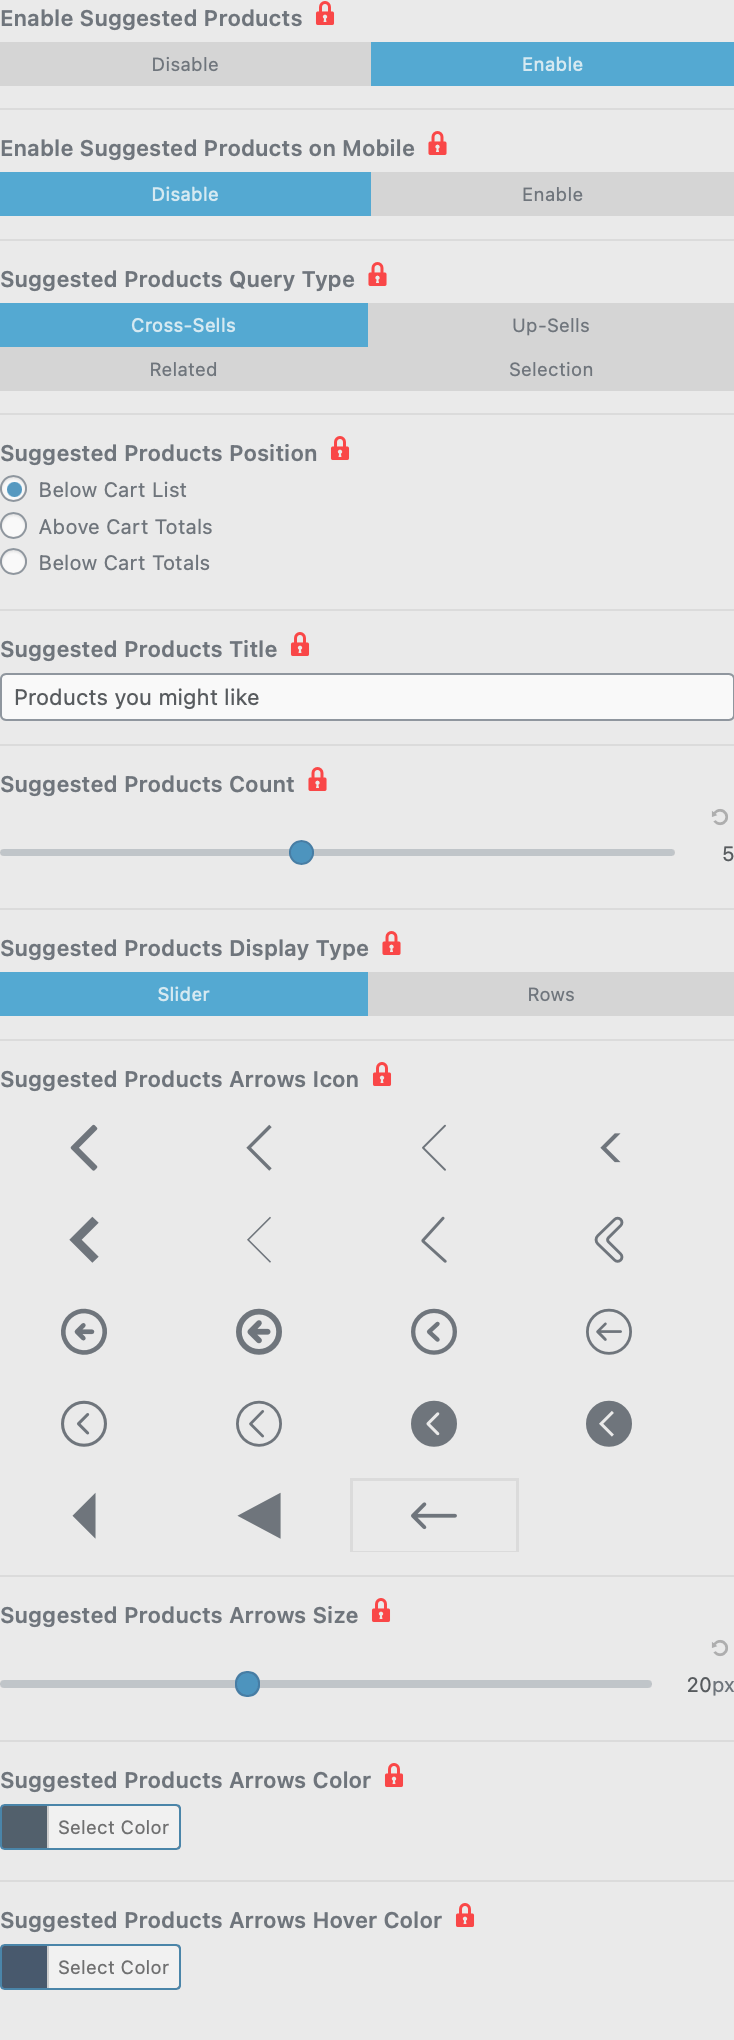 Enable Suggested Products
Disable Enable
Enable Suggested Products on Mobile
Disable Enable
Suggested Products Query Type
Cross-Sells Up-Sells
Related Selection
Suggested Products Position
Below Cart List
Above Cart Totals
Below Cart Totals
Suggested Products Title
Products you might like
Suggested Products Count
5
Suggested Products Display Type
Slider Rows
Suggested Products Arrows Icon
Suggested Products Arrows Size
20px
Suggested Products Arrows Color
Select Color
Suggested Products Arrows Hover Color
Select Color